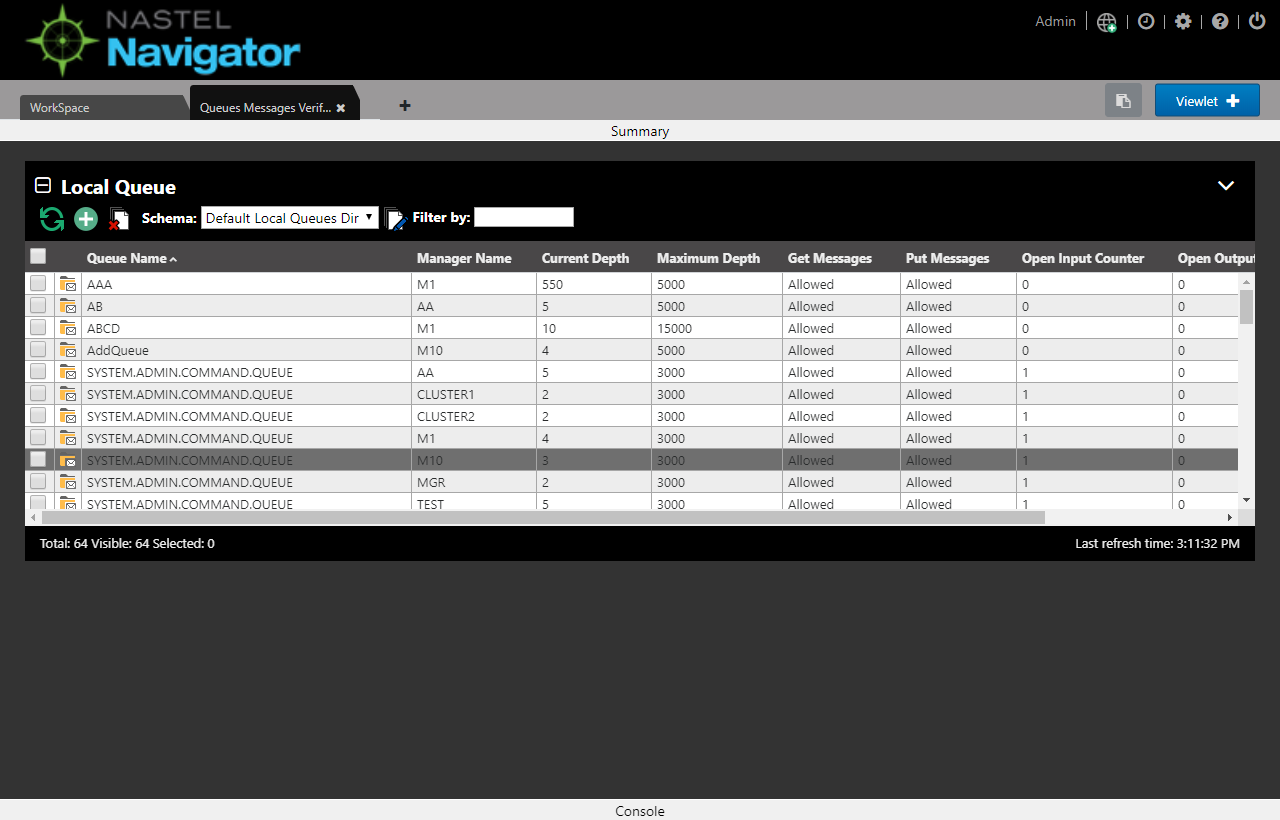 NASTEL
Navigator
Admin
WorkSpace
Queues Messages Verif...
Viewlet
Summary
Local Queue
Schema: Default Local Queues Dir Filter by:
Queue Name Manager Name Current Depth Maximum Depth Get Messages Put Messages Open Input Counter Open Output
AAA M1 550 5000 Allowed Allowed 0 0
AB AA 5 5000 Allowed Allowed 0 0
ABCD M1 10 15000 Allowed Allowed 0 0
AddQueue M10 4 5000 Allowed Allowed 0 0
SYSTEM.ADMIN.COMMAND.QUEUE AA 5 3000 Allowed Allowed 1 0
SYSTEM.ADMIN.COMMAND.QUEUE CLUSTER1 2 3000 Allowed Allowed 1 0
SYSTEM.ADMIN.COMMAND.QUEUE CLUSTER2 2 3000 Allowed Allowed 1 0
SYSTEM.ADMIN.COMMAND.QUEUE M1 4 3000 Allowed Allowed 1 0
SYSTEM.ADMIN.COMMAND.QUEUE M10 3 3000 Allowed Allowed 1 0
SYSTEM.ADMIN.COMMAND.QUEUE MGR 2 3000 Allowed Allowed 1 0
SYSTEM.ADMIN.COMMAND.QUEUE TEST 5 3000 Allowed Allowed 1 0
Total: 64 Visible: 64 Selected: 0
Last refresh time: 3:11:32 PM
Console